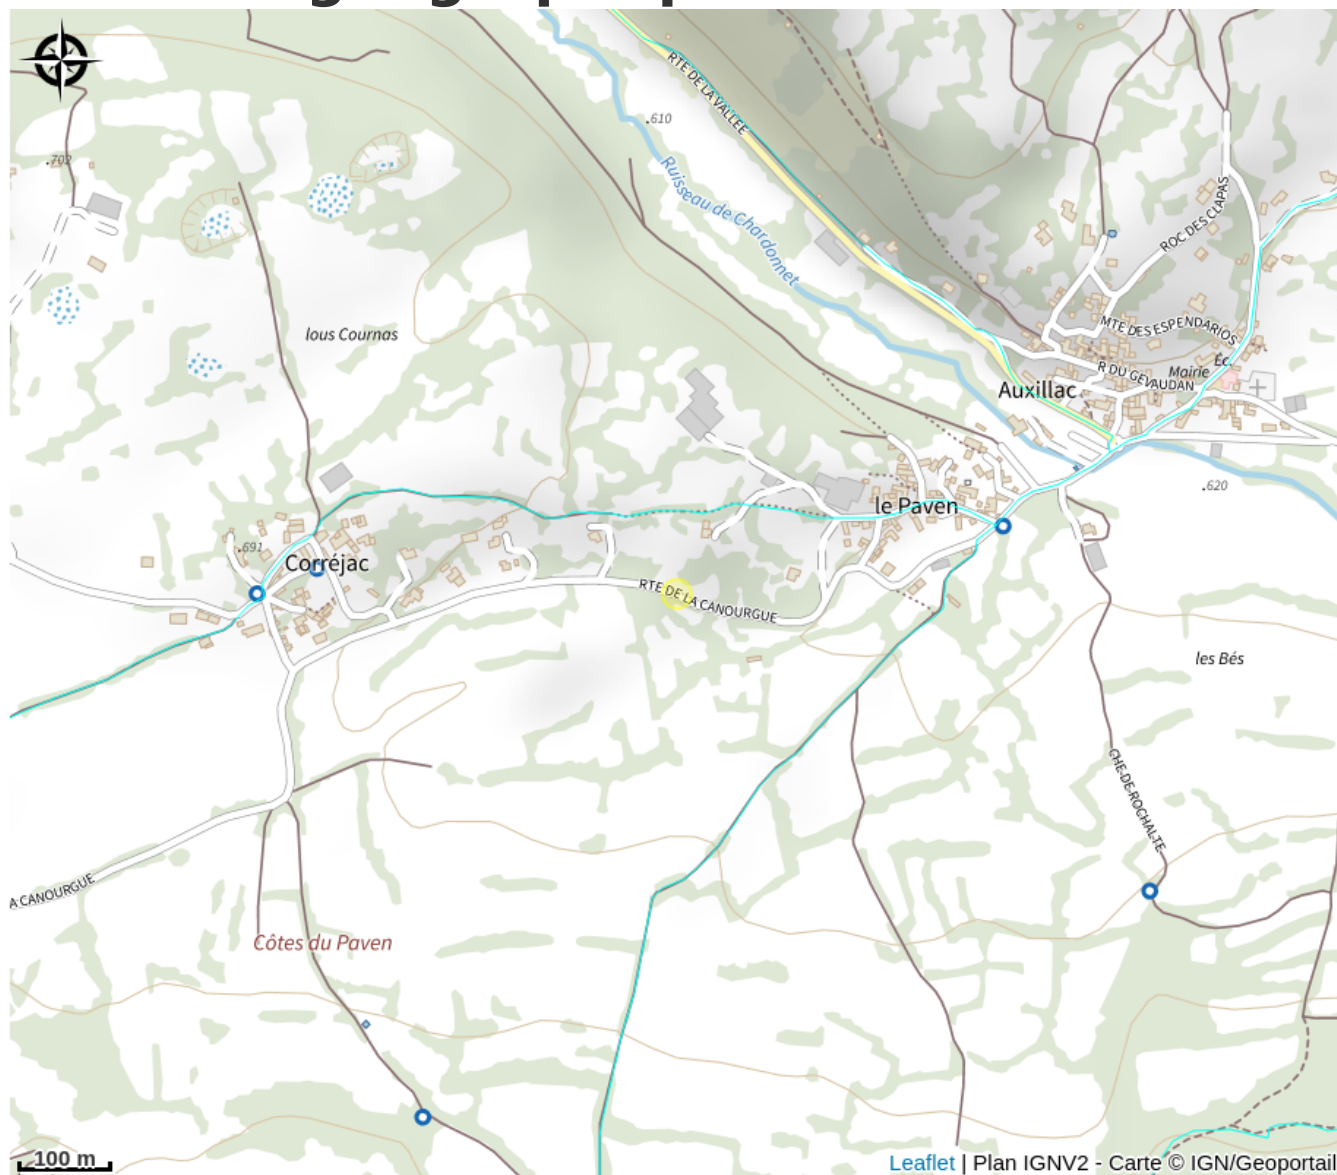 RTE DE LA VALLEE
.610
.702
Ruisseau de Chardonnet
ROC DES CLAPAS
lous Cournas
MTE DES ESPENDARIOS
Éc.
Mairie
R DU GEVAUDAN
Auxillac
.620
le Paven
.691
Corréjac
RTE DE LA CANOURGUE
les Bés
CHE DE ROCHALTE
A CANOURGUE
Côtes du Paven
100 m
Leaflet | Plan IGNV2 - Carte © IGN/Geoportail